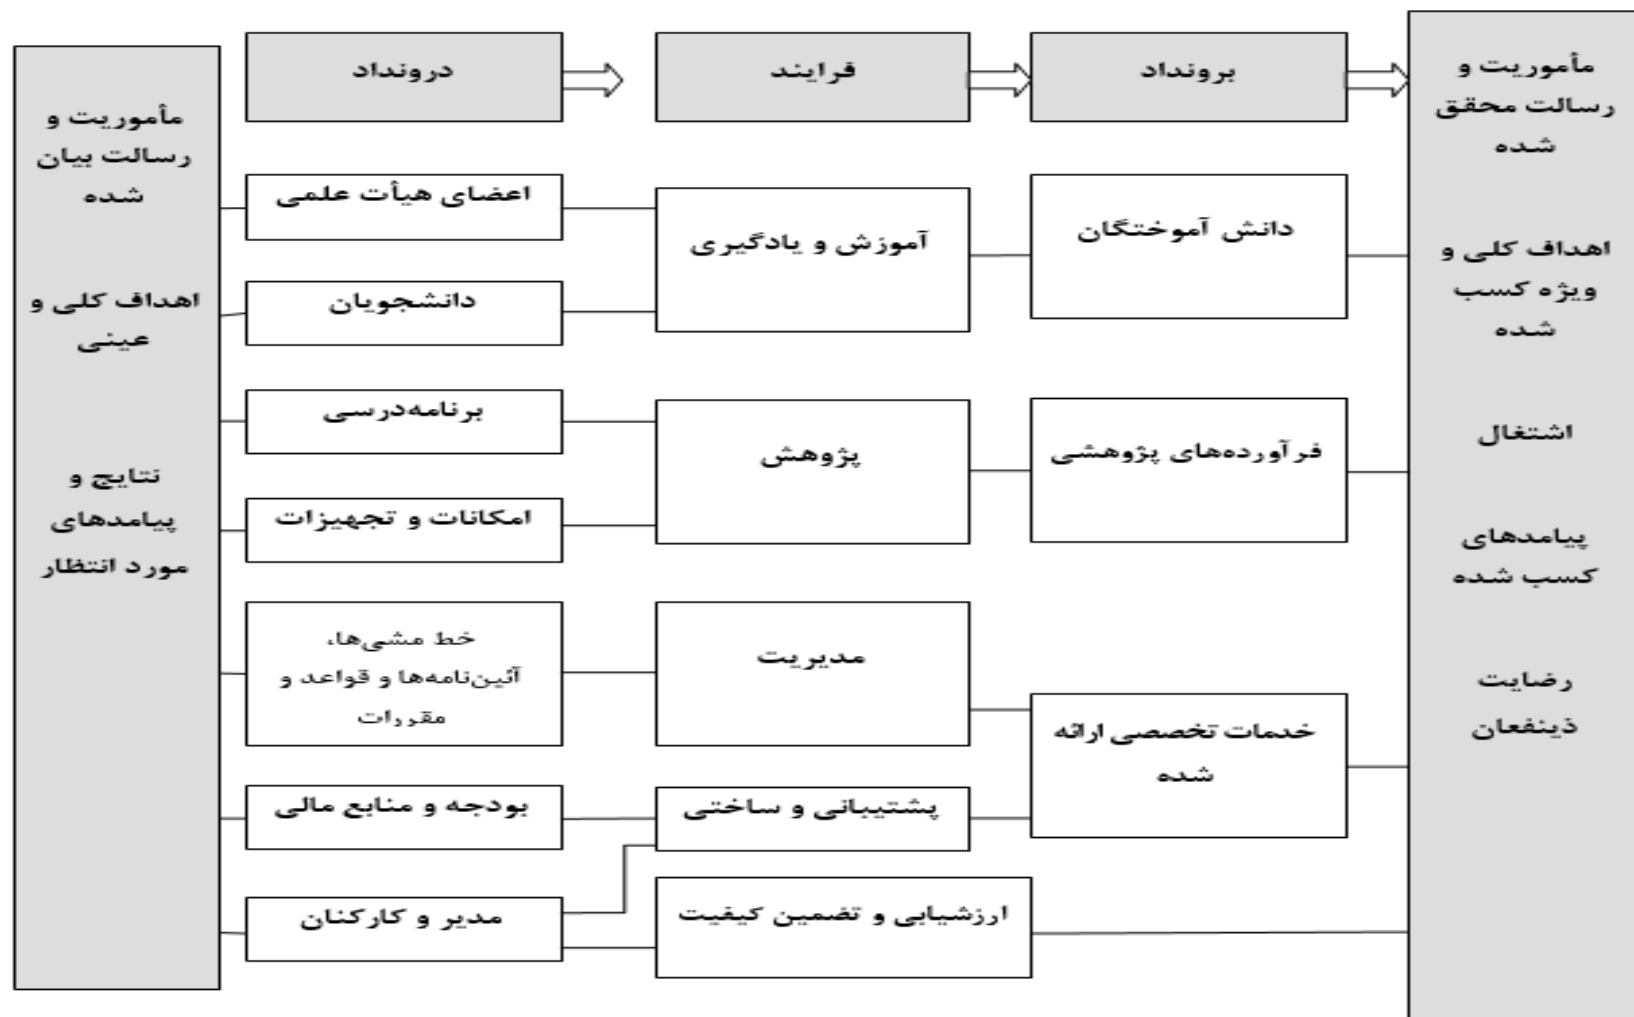 مأموریت و
رسالت بیان
شده
اهداف کلی و
عینی
نتایج و
پیامدهای
مورد انتظار
درونداد
اعضای هیأت علمی
دانشجویان
برنامه‌درسی
امکانات و تجهیزات
خط مشی‌ها،
آئین‌نامه‌ها و قواعد و
مقررات
بودجه و منابع مالی
مدیر و کارکنان
فرایند
آموزش و یادگیری
پژوهش
مدیریت
پشتیبانی و ساختی
ارزشیابی و تضمین کیفیت
برونداد
دانش آموختگان
فرآورده‌های پژوهشی
خدمات تخصصی ارائه
شده
مأموریت و
رسالت محقق
شده
اهداف کلی و
ویژه کسب
شده
اشتغال
پیامدهای
کسب شده
رضایت
ذینفعان